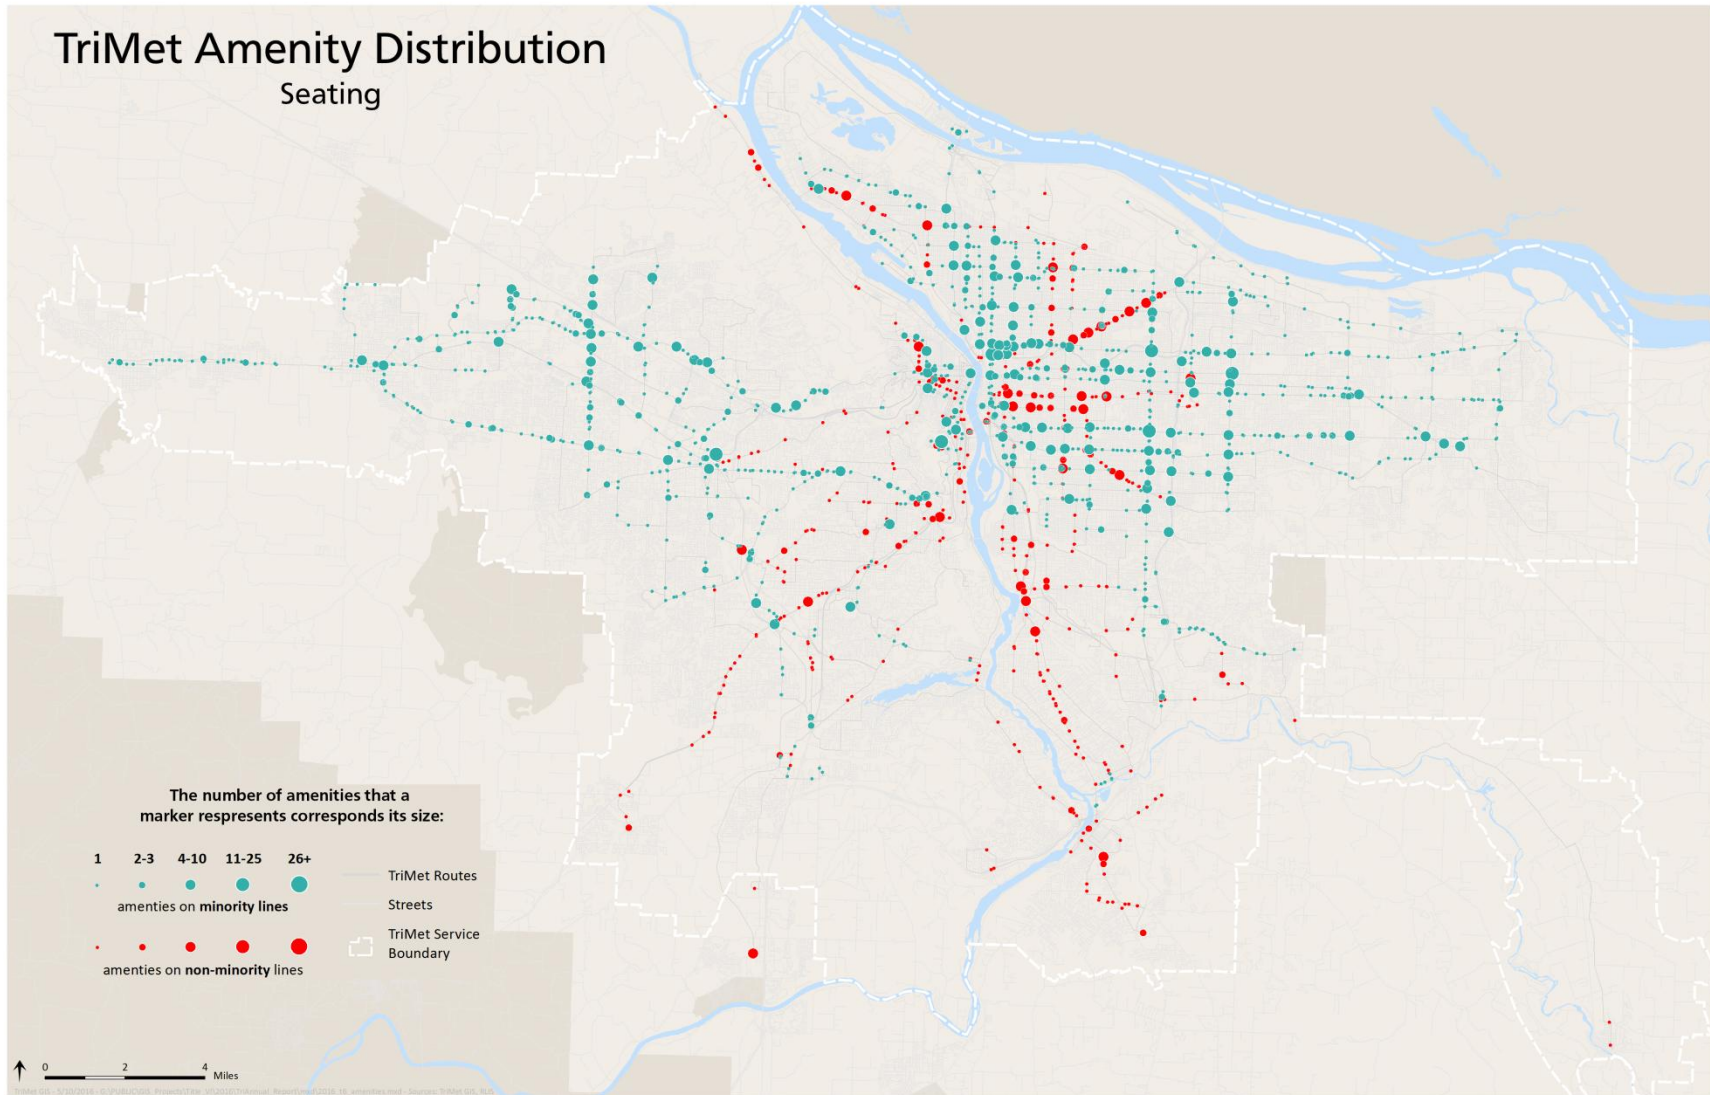 TriMet Amenity Distribution
Seating
The number of amenities that a
marker respresents corresponds its size:
1 2-3 4-10 11-25 26+
amenties on minority lines
amenties on non-minority lines
TriMet Routes
Streets
TriMet Service
Boundary
0 2 4
Miles